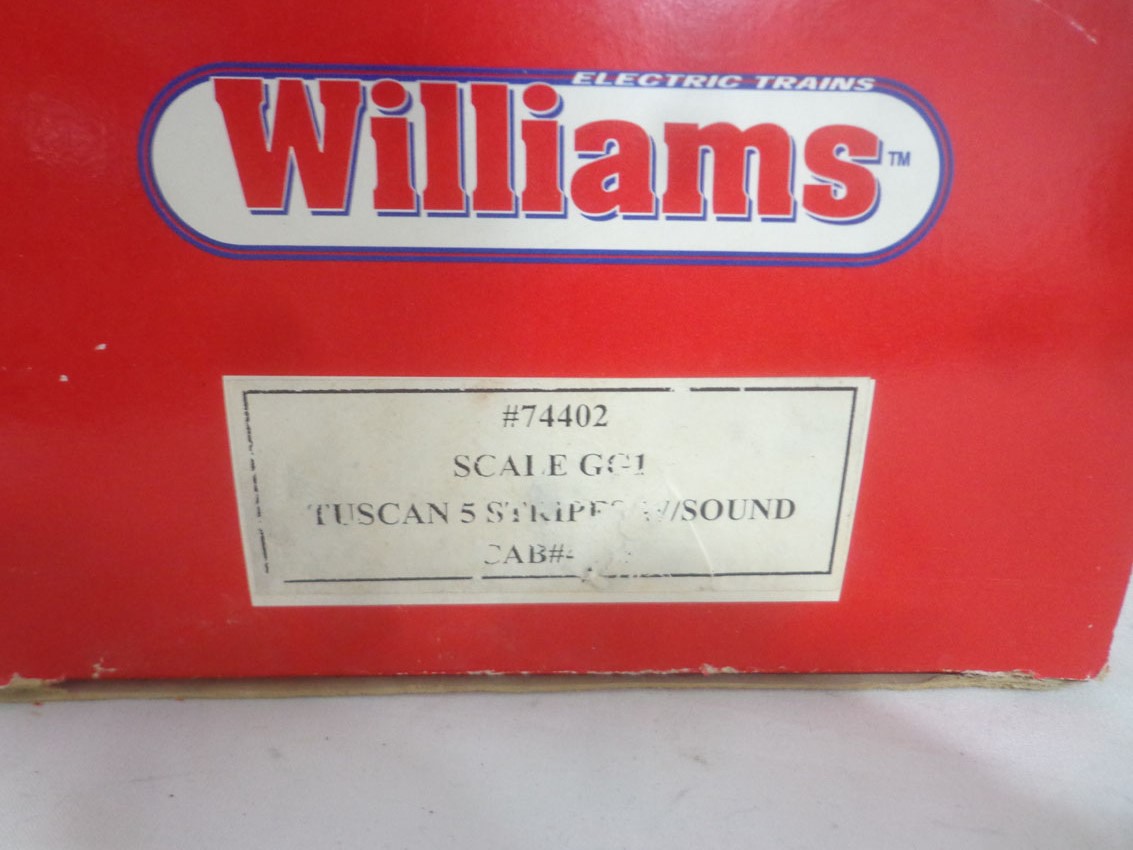 ELECTRIC TRAINS
Williams™
#74402
SCALE GG1
TUSCAN 5 STRIPES W/SOUND
CAB#